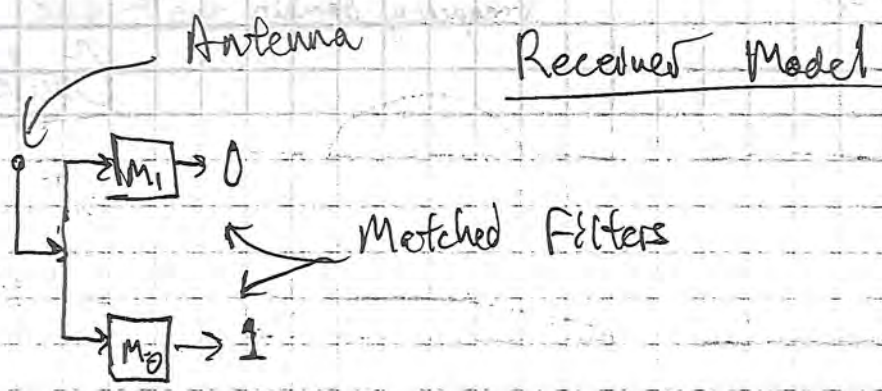 Antenna
Receiver Model
M1 → 0
Matched Filters
M0 → 1